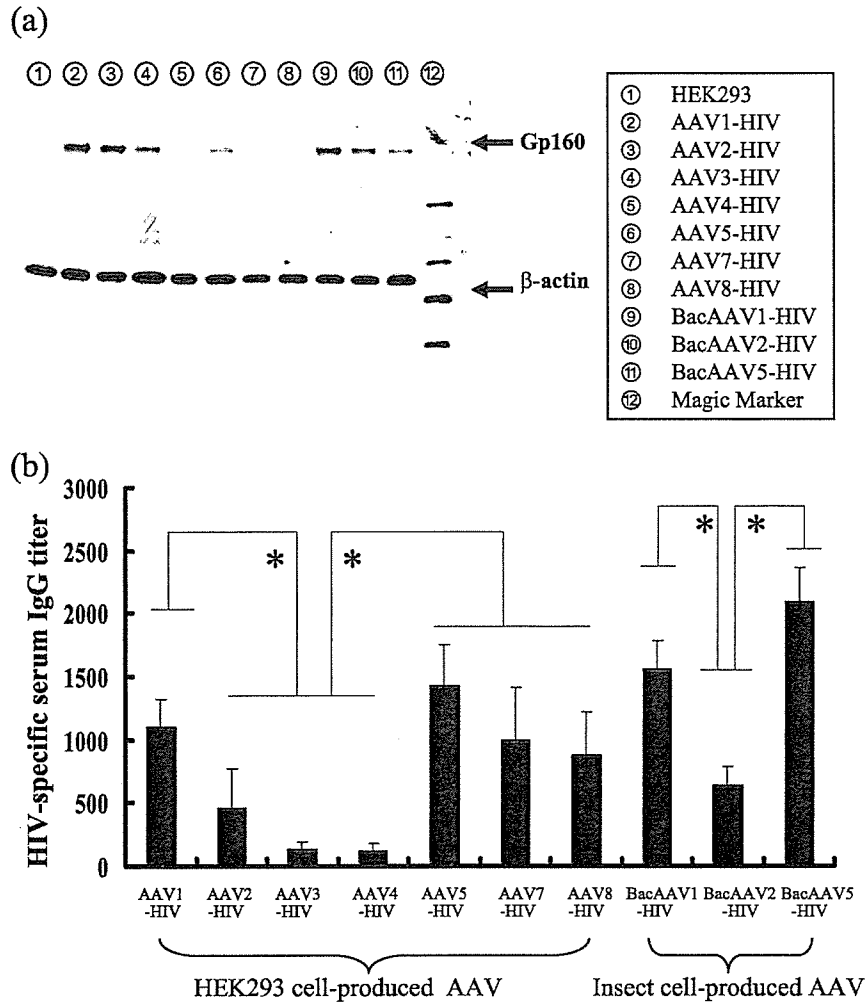 (a)
① ② ③ ④ ⑤ ⑥ ⑦ ⑧ ⑨ ⑩ ⑪ ⑫
Gp160
β-actin
① HEK293
② AAV1-HIV
③ AAV2-HIV
④ AAV3-HIV
⑤ AAV4-HIV
⑥ AAV5-HIV
⑦ AAV7-HIV
⑧ AAV8-HIV
⑨ BacAAV1-HIV
⑩ BacAAV2-HIV
⑪ BacAAV5-HIV
⑫ Magic Marker
(b)
HIV-specific serum IgG titer
3000
2500
2000
1500
1000
500
0
* * * *
AAV1 -HIV
AAV2 -HIV
AAV3 -HIV
AAV4 -HIV
AAV5 -HIV
AAV7 -HIV
AAV8 -HIV
BacAAV1 -HIV
BacAAV2 -HIV
BacAAV5 -HIV
HEK293 cell-produced AAV
Insect cell-produced AAV